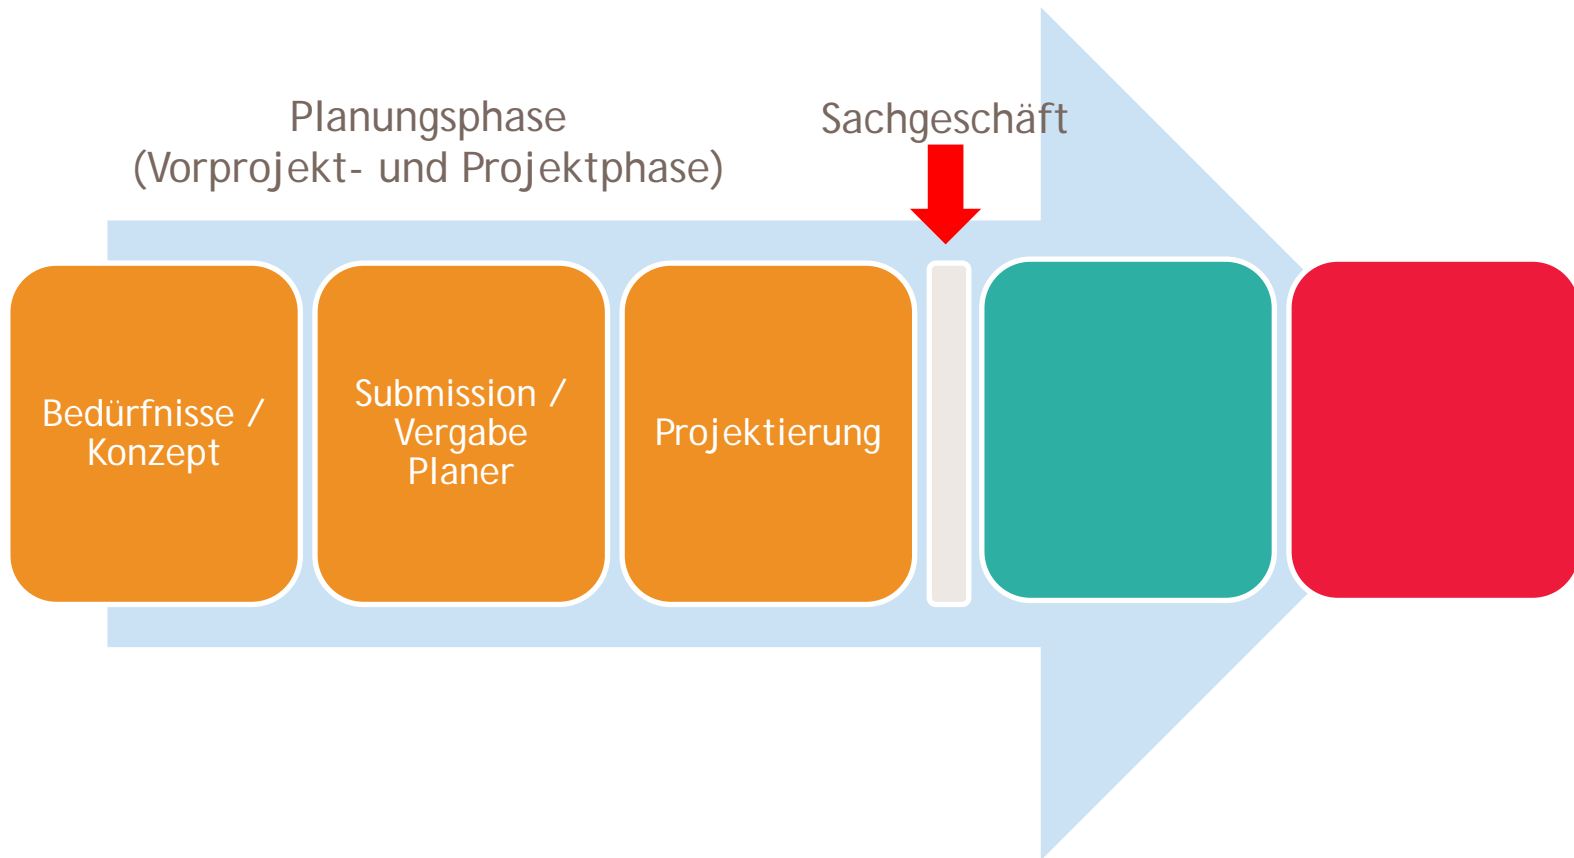 Planungsphase
(Vorprojekt- und Projektphase)
Sachgeschäft
Bedürfnisse /
Konzept
Submission /
Vergabe
Planer
Projektierung